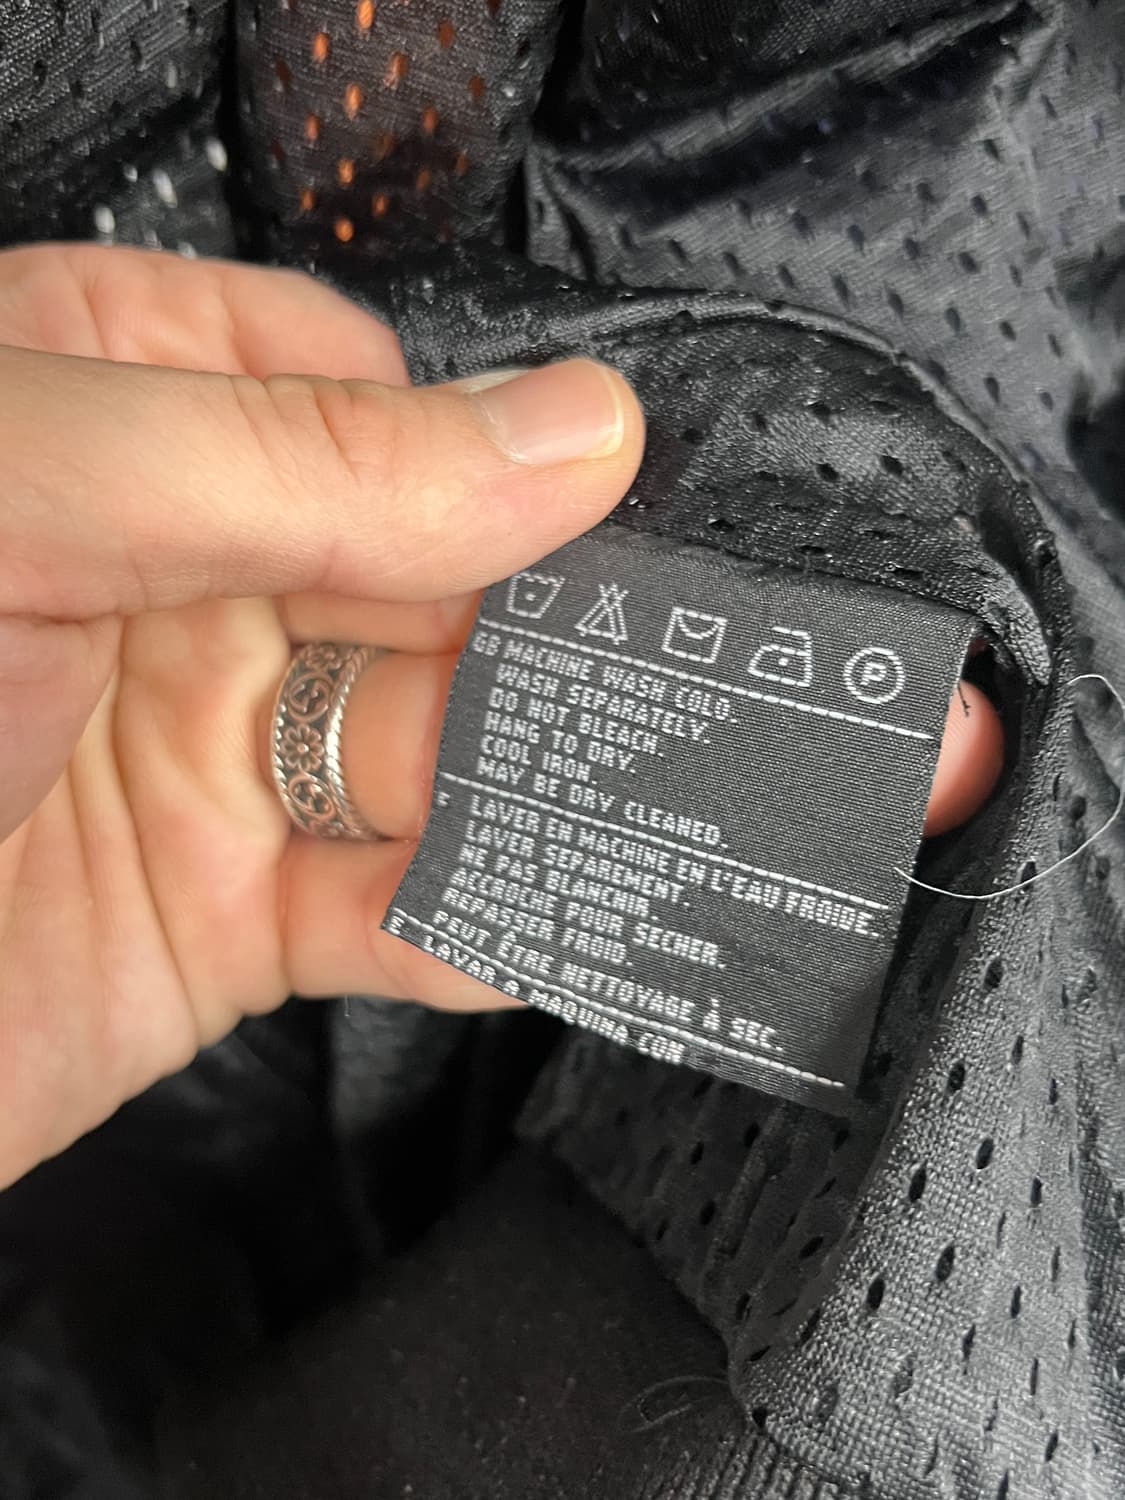 P
GB MACHINE WASH COLD.
WASH SEPARATELY.
DO NOT BLEACH.
HANG TO DRY.
COOL IRON.
MAY BE DRY CLEANED.
F LAVER EN MACHINE EN L'EAU FROIDE.
LAVER SEPAREMENT.
NE PAS BLANCHIR.
ACCROCHE POUR SECHER.
REPASSER FROID.
PEUT ÊTRE NETTOYAGE À SEC.
E LAVAR A MAQUINA CON